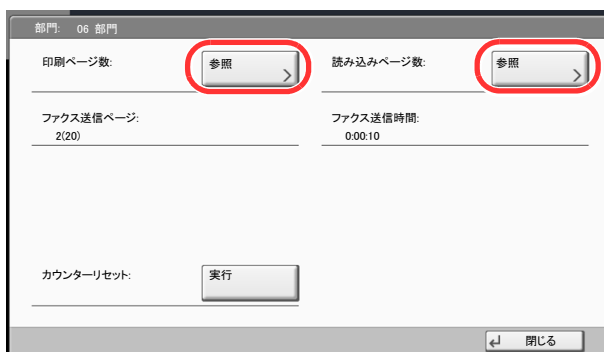 部門: 06 部門
印刷ページ数: 参照 読み込みページ数: 参照
ファクス送信ページ: ファクス送信時間:
2(20) 0:00:10
カウンターリセット: 実行
閉じる